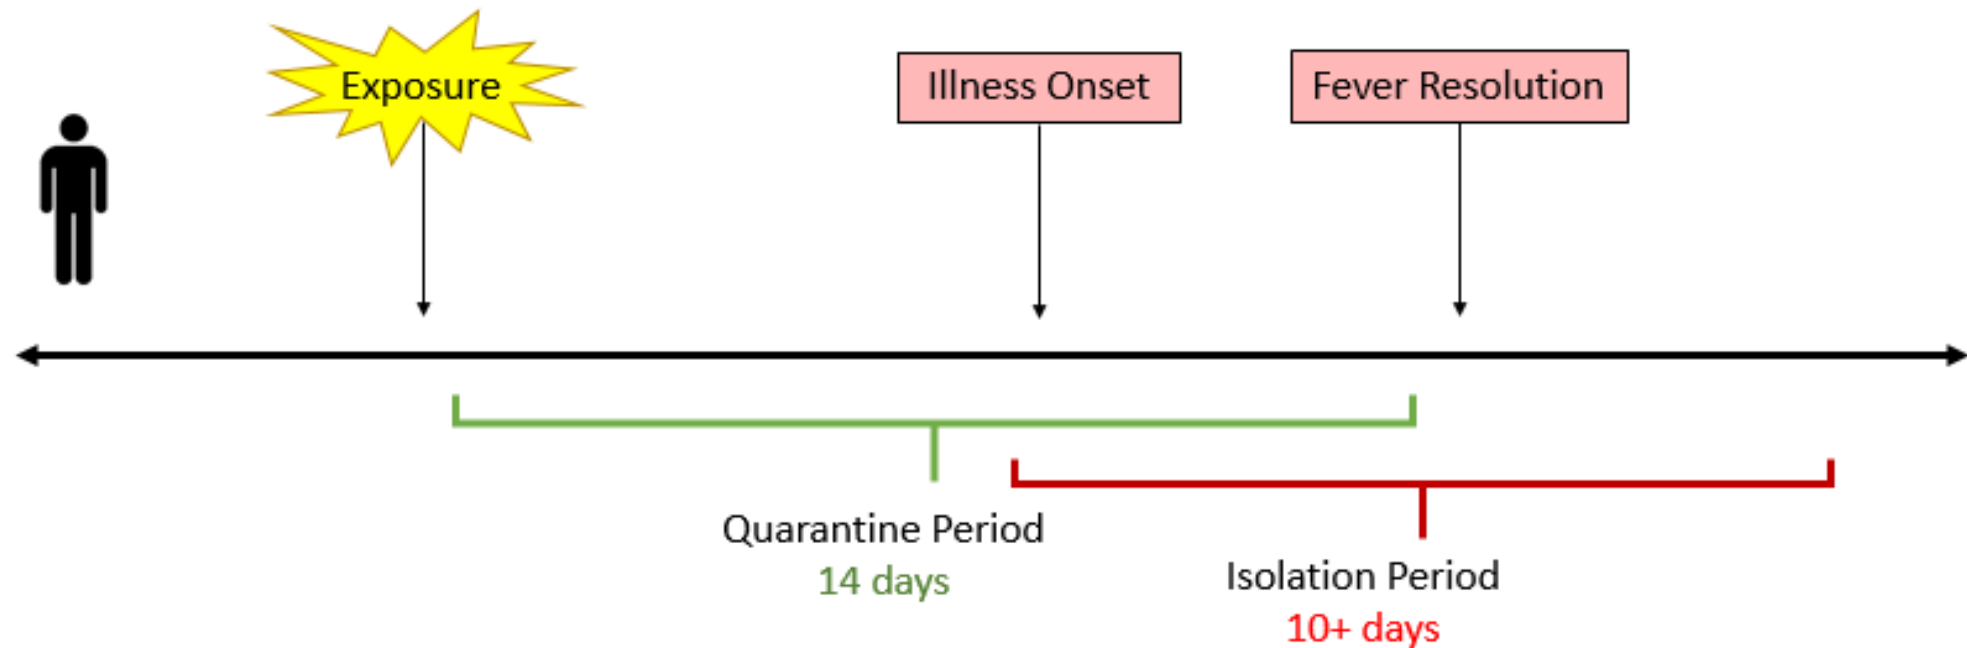 Exposure
Illness Onset
Fever Resolution
Quarantine Period
14 days
Isolation Period
10+ days